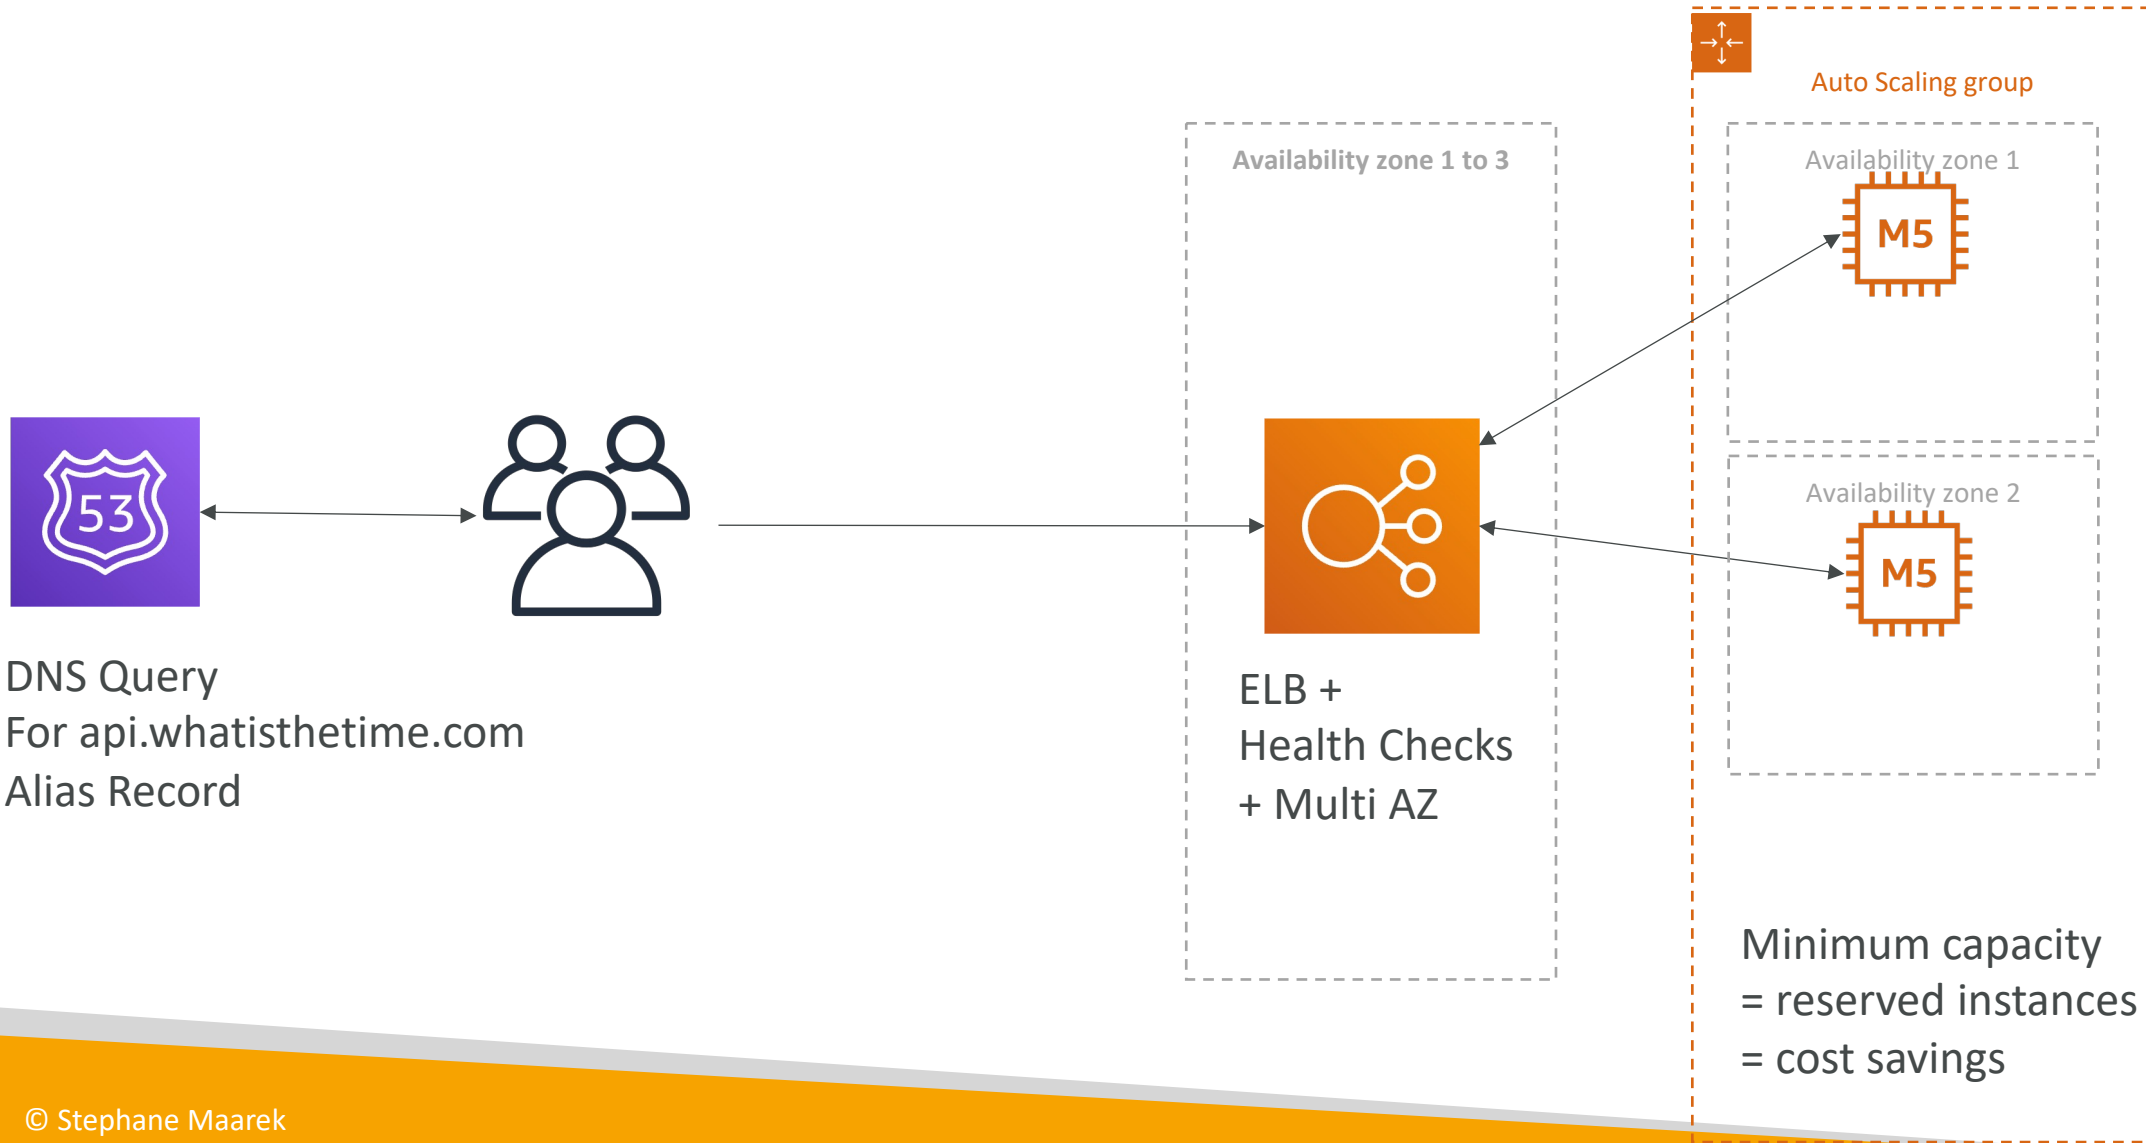 Auto Scaling group
Availability zone 1 to 3
Availability zone 1
M5
53
Availability zone 2
M5
DNS Query
For api.whatisthetime.com
Alias Record
ELB +
Health Checks
+ Multi AZ
Minimum capacity
= reserved instances
= cost savings
© Stephane Maarek